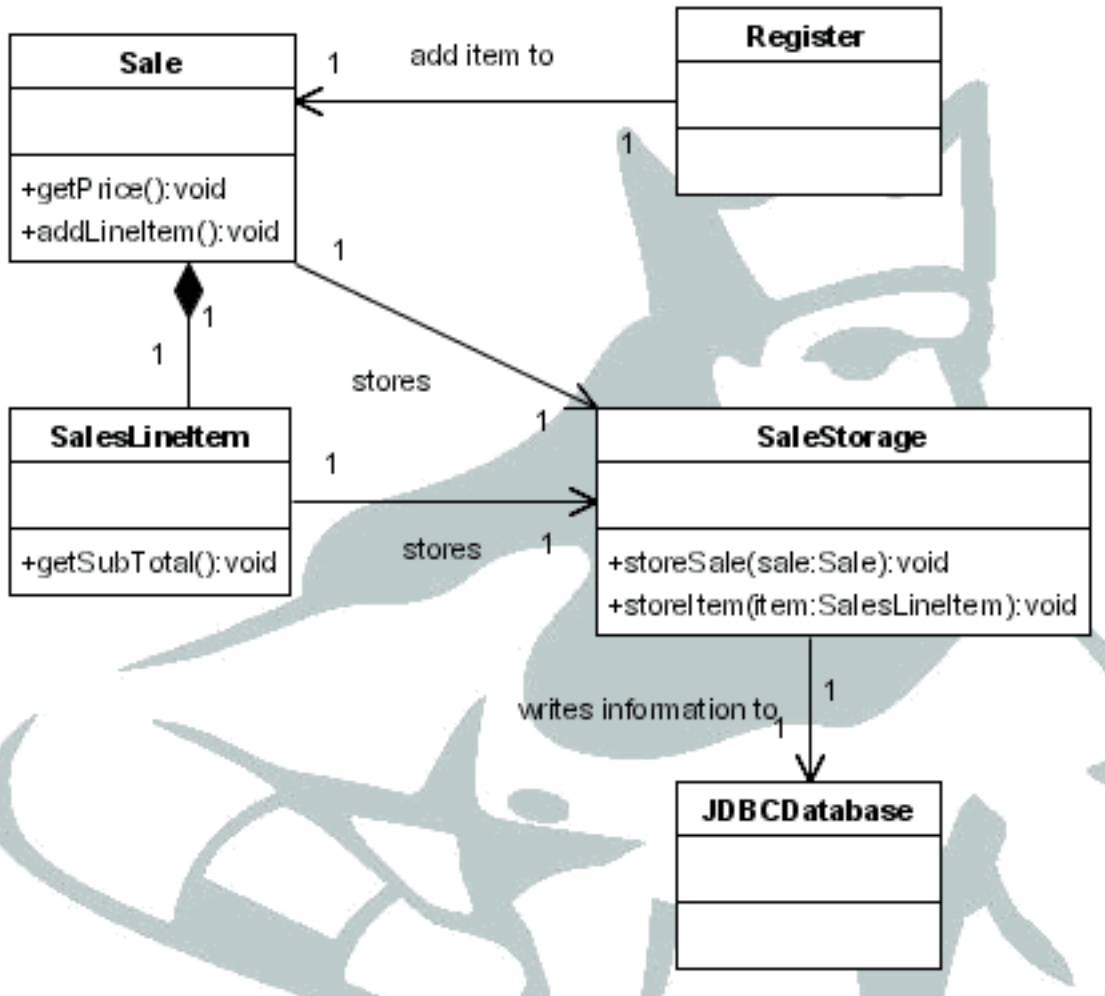 Sale
+getPrice():void
+addLineItem():void
1
add item to
1
Register
1
1
1
stores
1
SalesLineItem
+getSubTotal():void
1
stores
1
SaleStorage
+storeSale(sale:Sale):void
+storeItem(item:SalesLineItem):void
writes information to
1
1
JDBCDatabase